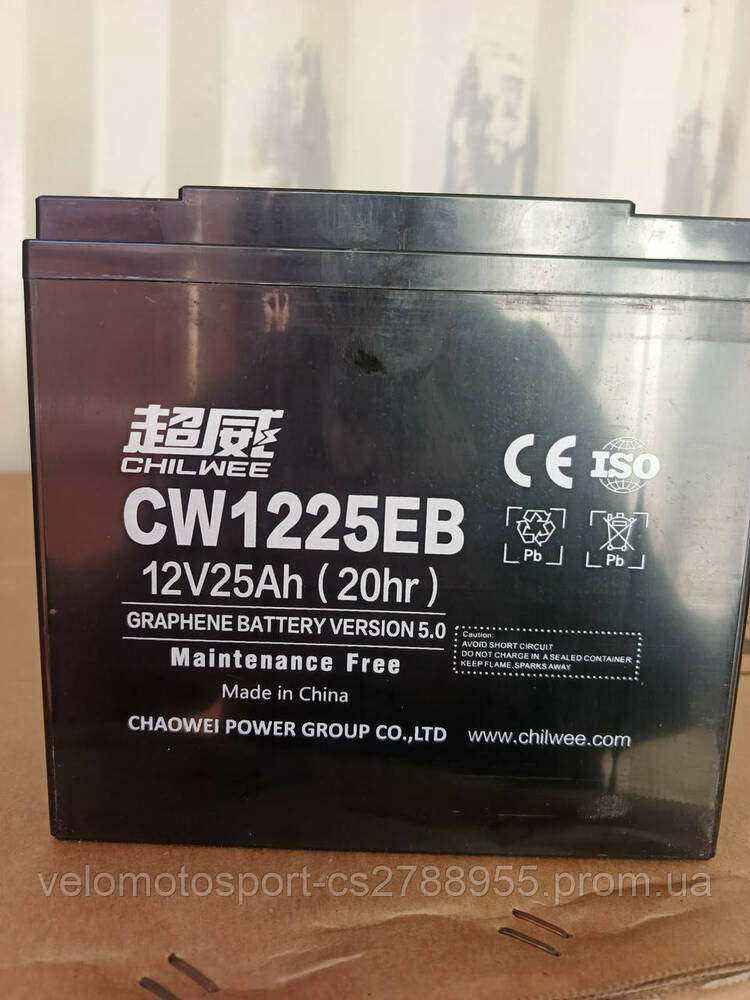 超威
CHILWEE
CW1225EB
12V25Ah (20hr)
GRAPHENE BATTERY VERSION 5.0
Maintenance Free
Made in China
CHAOWEI POWER GROUP CO.,LTD
CE ISO
Pb Pb
Caution:
AVOID SHORT CIRCUIT
DO NOT CHARGE IN A SEALED CONTAINER
KEEP FLAME,SPARKS AWAY
www.chilwee.com
velomotosport-cs2788955.prom.ua